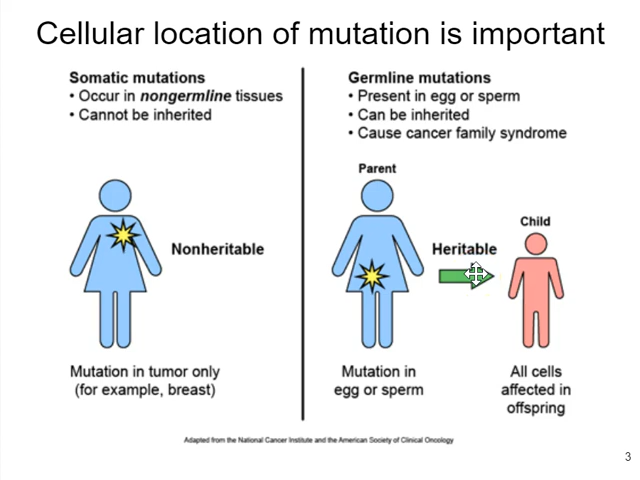 Cellular location of mutation is important
Somatic mutations
• Occur in nongermline tissues
• Cannot be inherited
Nonheritable
Mutation in tumor only
(for example, breast)
Germline mutations
• Present in egg or sperm
• Can be inherited
• Cause cancer family syndrome
Parent
Child
Heritable
Mutation in
egg or sperm
All cells
affected in
offspring
Adapted from the National Cancer Institute and the American Society of Clinical Oncology
3